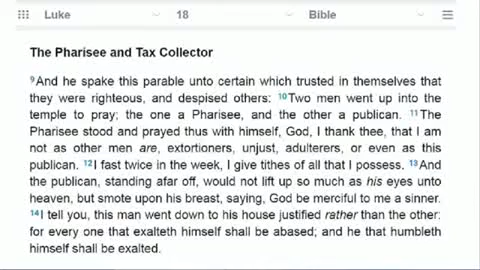 Luke 18 Bible
The Pharisee and Tax Collector
9And he spake this parable unto certain which trusted in themselves that
they were righteous, and despised others: 10Two men went up into the
temple to pray; the one a Pharisee, and the other a publican. 11The
Pharisee stood and prayed thus with himself, God, I thank thee, that I am
not as other men are, extortioners, unjust, adulterers, or even as this
publican. 12I fast twice in the week, I give tithes of all that I possess. 13And
the publican, standing afar off, would not lift up so much as his eyes unto
heaven, but smote upon his breast, saying, God be merciful to me a sinner.
14I tell you, this man went down to his house justified rather than the other:
for every one that exalteth himself shall be abased; and he that humbleth
himself shall be exalted.